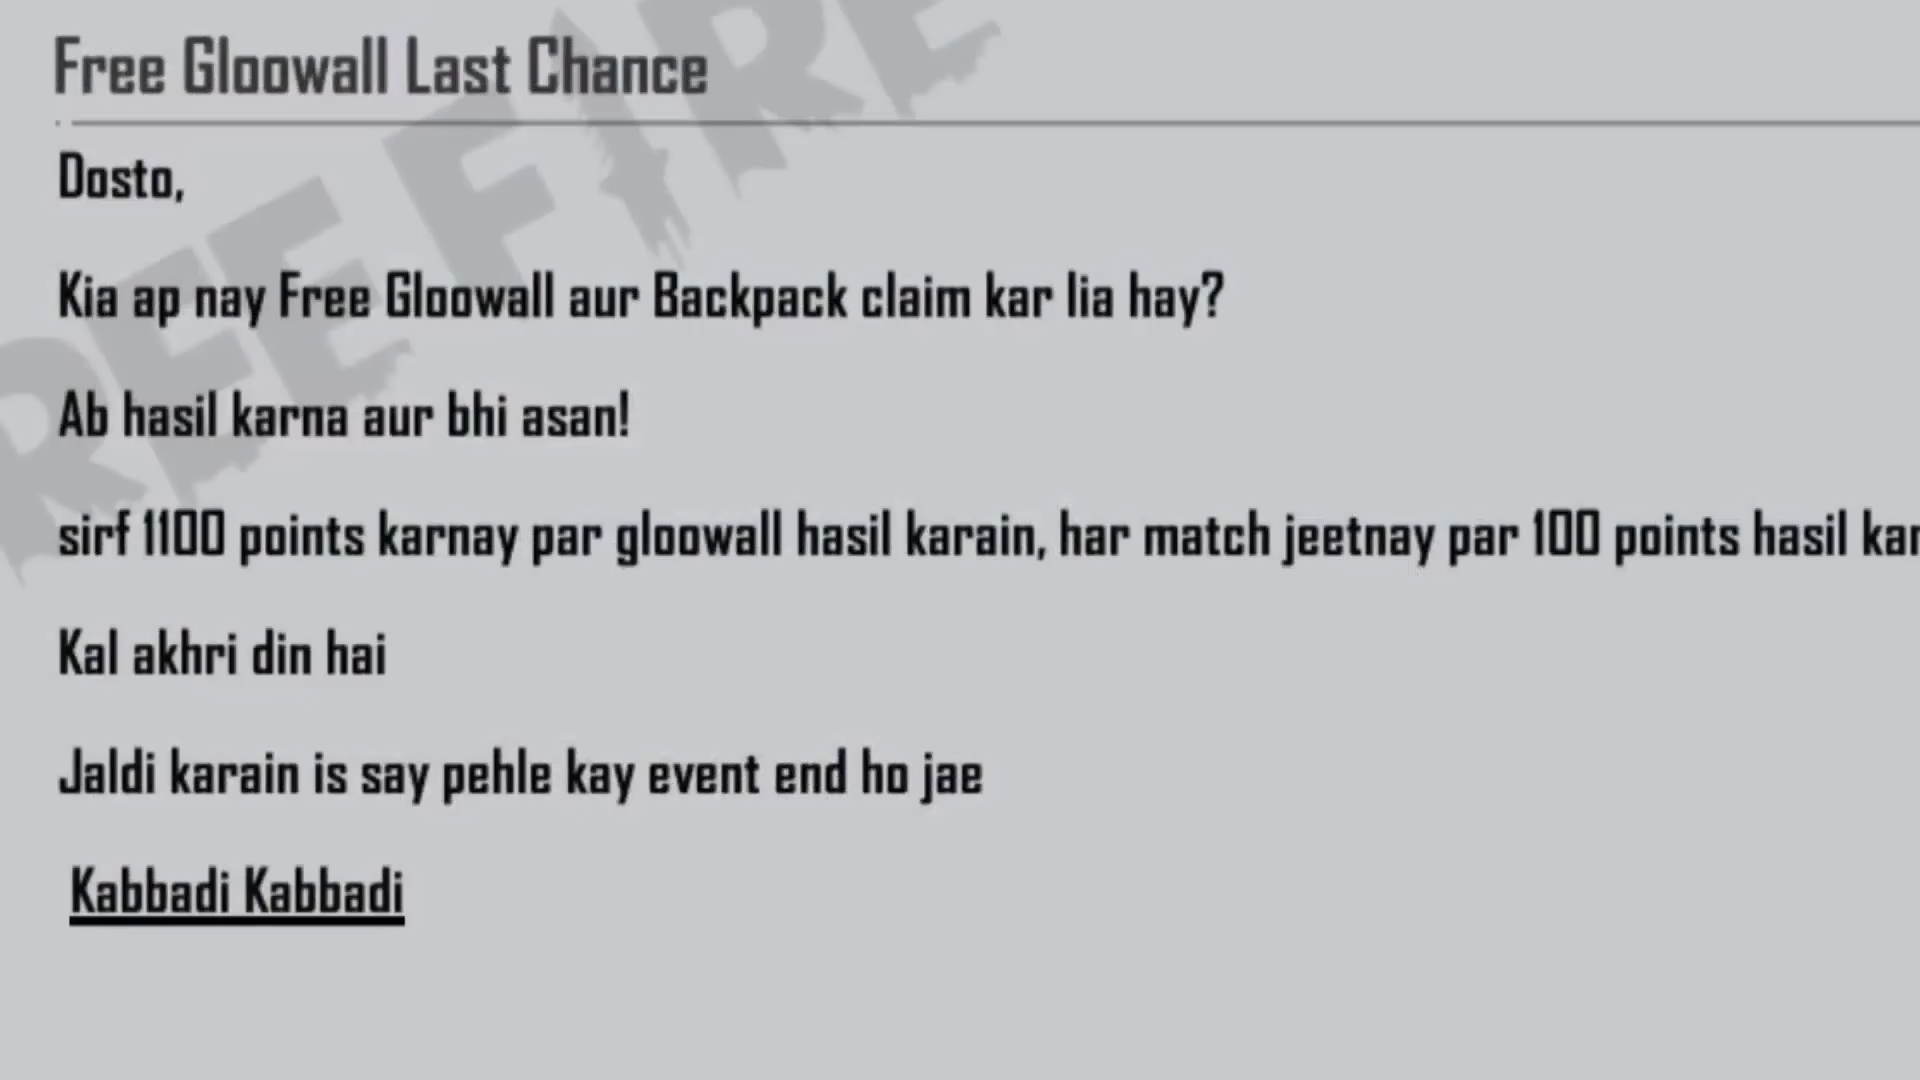 Free Gloowall Last Chance
Dosto,
Kia ap nay Free Gloowall aur Backpack claim kar lia hay?
Ab hasil karna aur bhi asan!
sirf 1100 points karnay par gloowall hasil karain, har match jeetnay par 100 points hasil
Kal akhri din hai
Jaldi karain is say pehle kay event end ho jae
Kabbadi Kabbadi
FREE FIRE